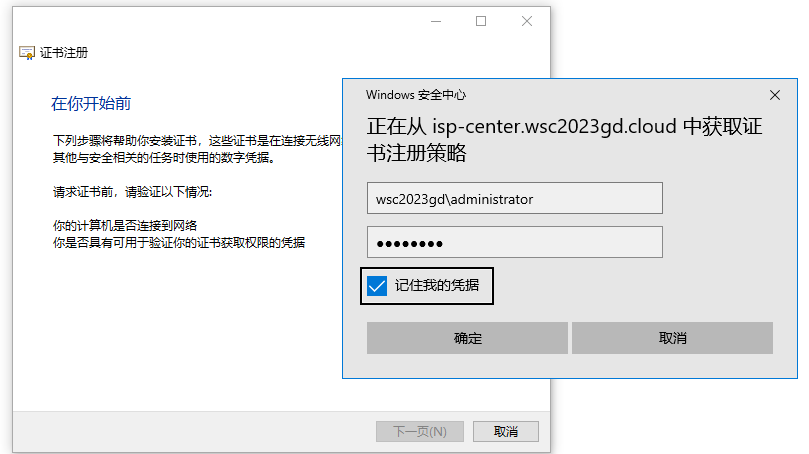 证书注册
在你开始前
下列步骤将帮助你安装证书，这些证书是在连接无线网
其他与安全相关的任务时使用的数字凭据。
请求证书前，请验证以下情况:
你的计算机是否连接到网络
你是否具有可用于验证你的证书获取权限的凭据
下一页(N)
取消
Windows 安全中心
正在从 isp-center.wsc2023gd.cloud 中获取证
书注册策略
wsc2023gd\administrator
●●●●●●●●
记住我的凭据
确定
取消